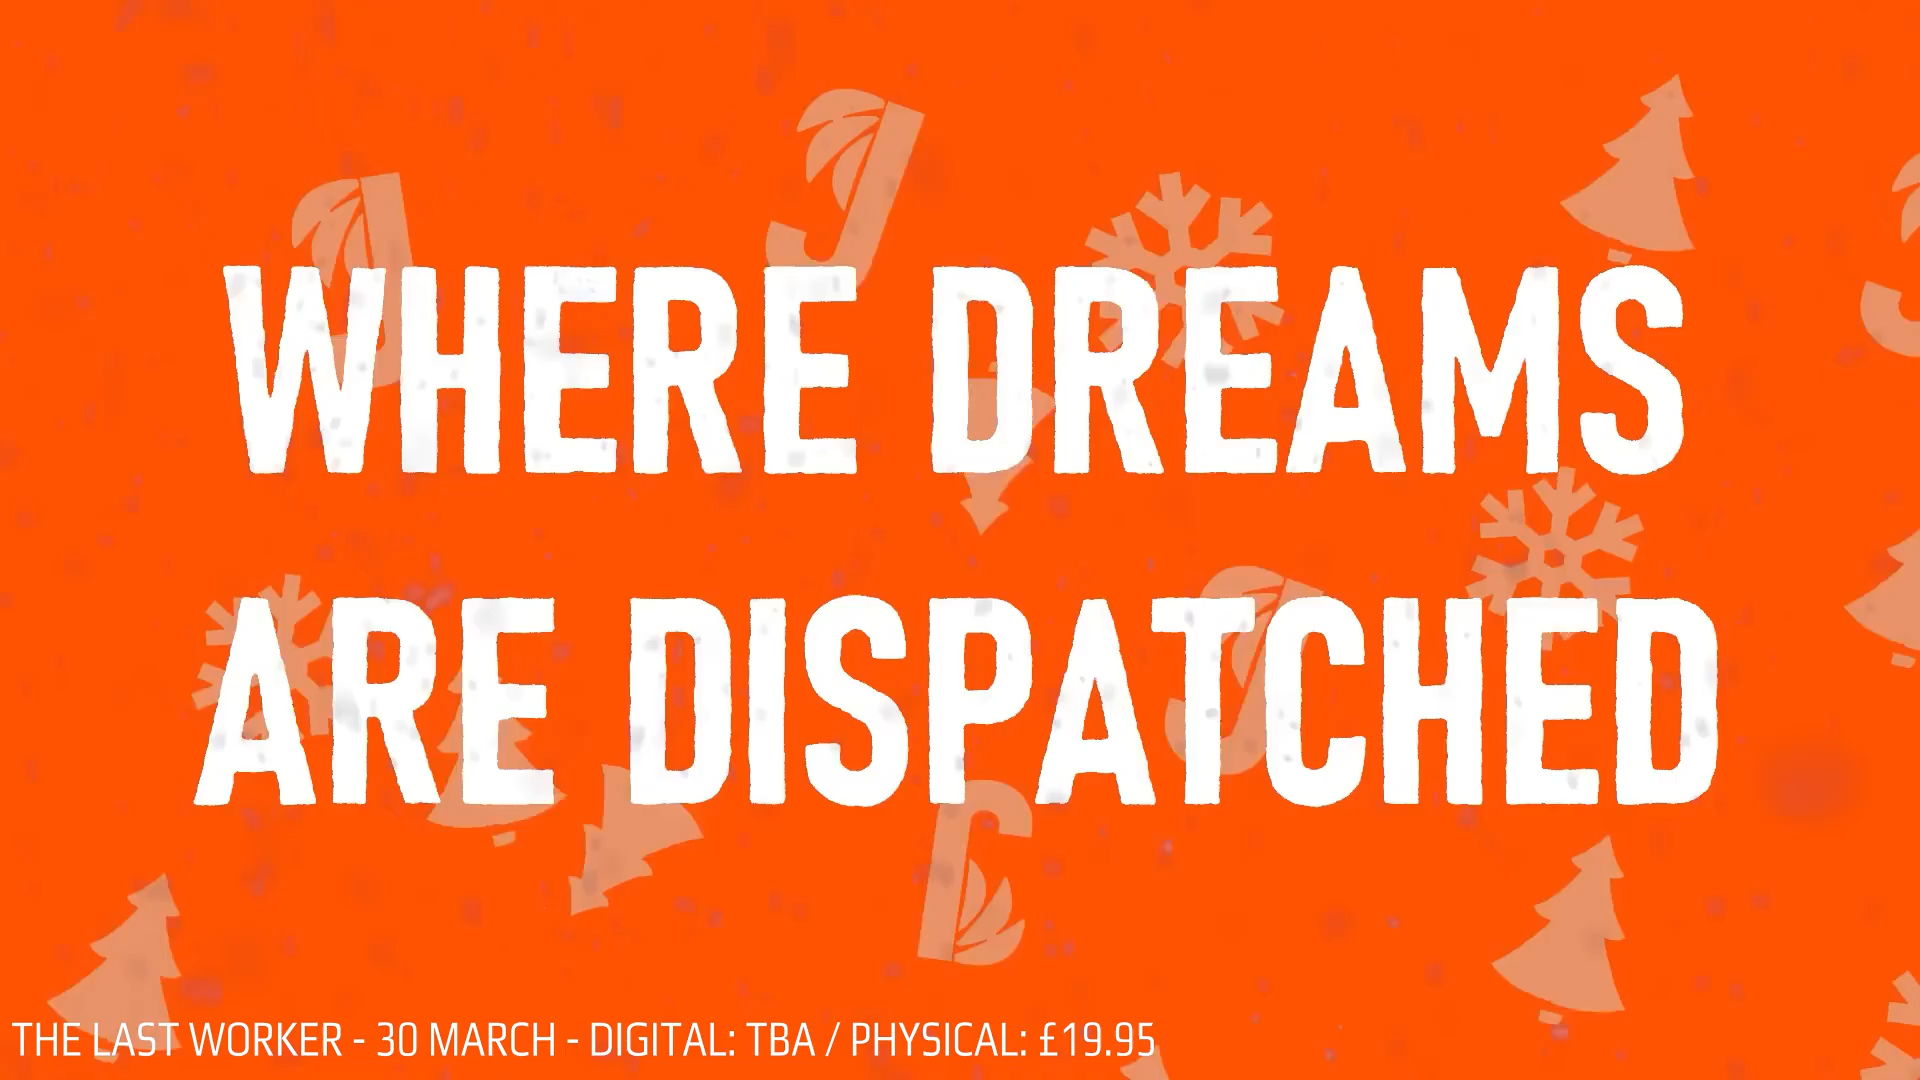 WHERE DREAMS
ARE DISPATCHED
THE LAST WORKER - 30 MARCH - DIGITAL: TBA / PHYSICAL: £19.95